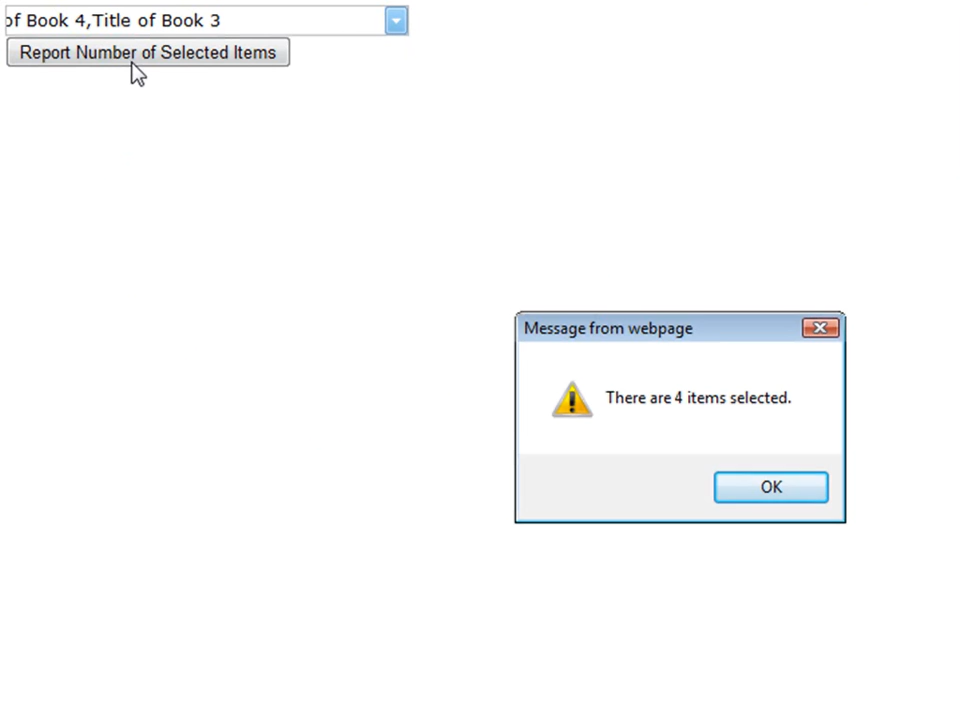 of Book 4,Title of Book 3
Report Number of Selected Items
Message from webpage
There are 4 items selected.
OK